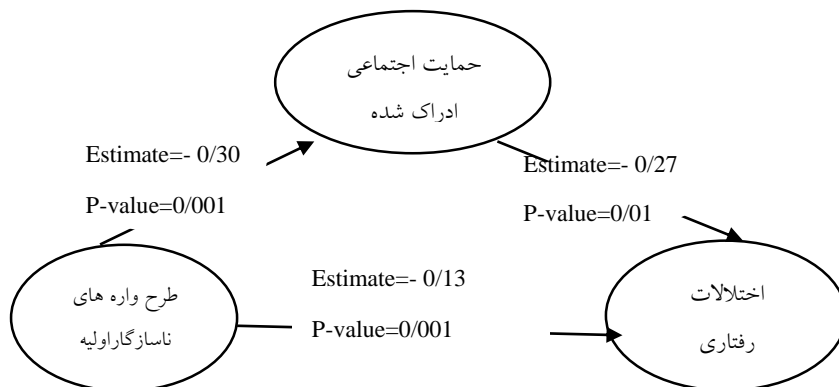 حمایت اجتماعی
ادراک شده
Estimate=- 0/30
P-value=0/001
Estimate=- 0/27
P-value=0/01
طرح واره های
ناسازگاراولیه
Estimate=- 0/13
P-value=0/001
اختلالات
رفتاری